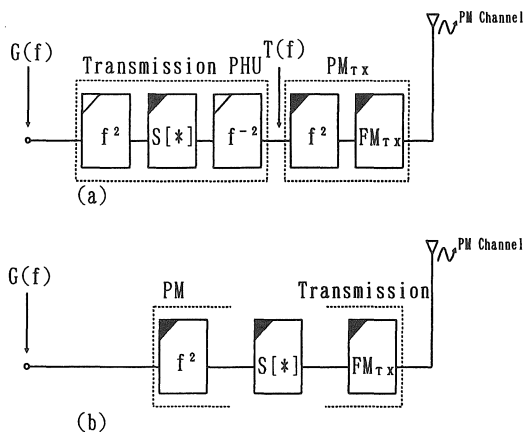 G(f)
Transmission PHU
T(f)
PM_TX
PM Channel
f²
S[*]
f⁻²
f²
FM_TX
(a)
G(f)
PM
Transmission
PM Channel
f²
S[*]
FM_TX
(b)